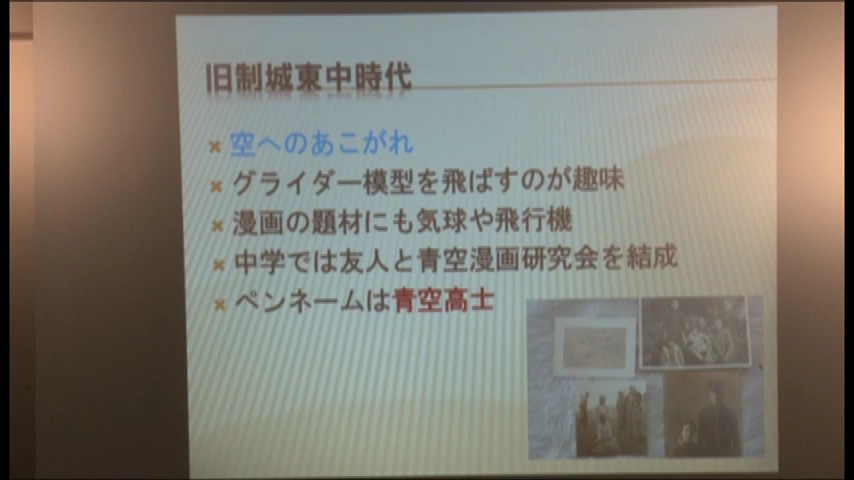 旧制城東中時代
空へのあこがれ
グライダー模型を飛ばすのが趣味
漫画の題材にも気球や飛行機
中学では友人と青空漫画研究会を結成
ペンネームは青空高士